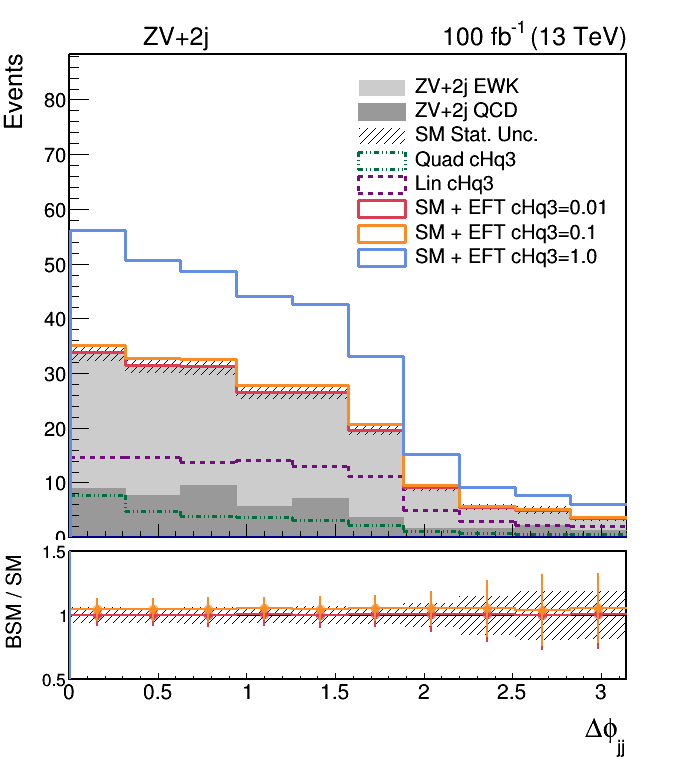 ZV+2j 100 fb⁻¹ (13 TeV)
Events
80
70
60
50
40
30
20
10
0
ZV+2j EWK
ZV+2j QCD
SM Stat. Unc.
Quad cHq3
Lin cHq3
SM + EFT cHq3=0.01
SM + EFT cHq3=0.1
SM + EFT cHq3=1.0
BSM / SM
1.5
1
0.5
0 0.5 1 1.5 2 2.5 3
Δϕjj